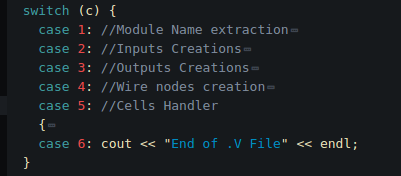 switch (c) {
case 1: //Module Name extraction
case 2: //Inputs Creations
case 3: //Outputs Creations
case 4: //Wire nodes creation
case 5: //Cells Handler
{
case 6: cout << "End of .V File" << endl;
}